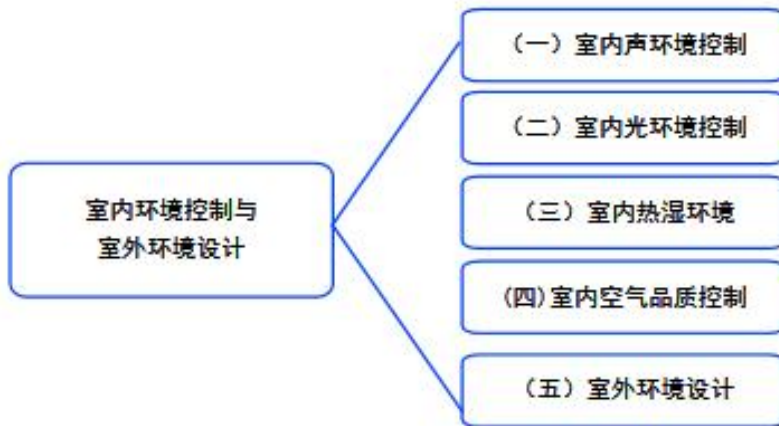 （一）室内声环境控制
（二）室内光环境控制
室内环境控制与
室外环境设计
（三）室内热湿环境
(四)室内空气品质控制
（五）室外环境设计